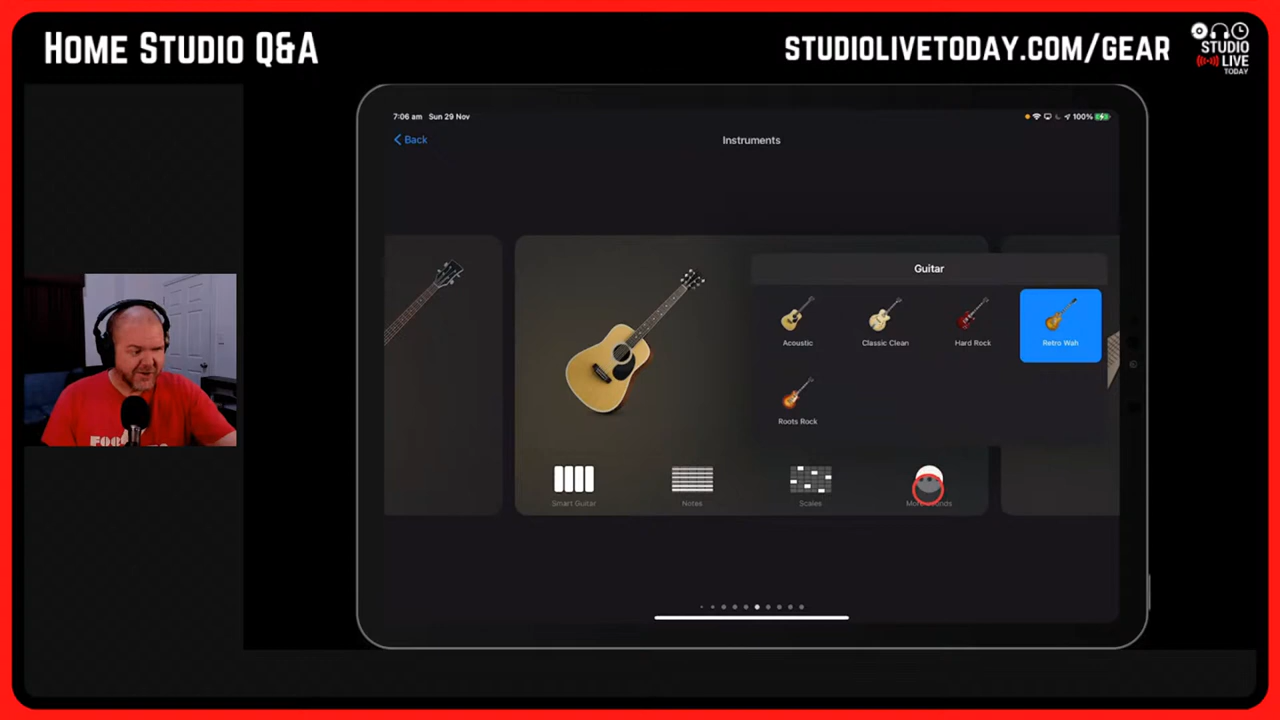 HOME STUDIO Q&A
STUDIOLIVETODAY.COM/GEAR
STUDIO
LIVE
TODAY
7:06 am Sun 29 Nov
100%
Back
Instruments
Guitar
Acoustic
Classic Clean
Hard Rock
Retro Wah
Roots Rock
Smart Guitar
Notes
Scales